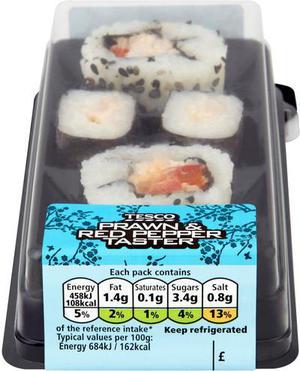 TESCO
PRAWN &
RED PEPPER
TASTER
Each pack contains
Energy Fat Saturates Sugars Salt
458kJ 1.4g 0.1g 3.4g 0.8g
108kcal
5% 2% 1% 4% 13%
of the reference intake* Keep refrigerated
Typical values per 100g:
Energy 684kJ / 162kcal
£